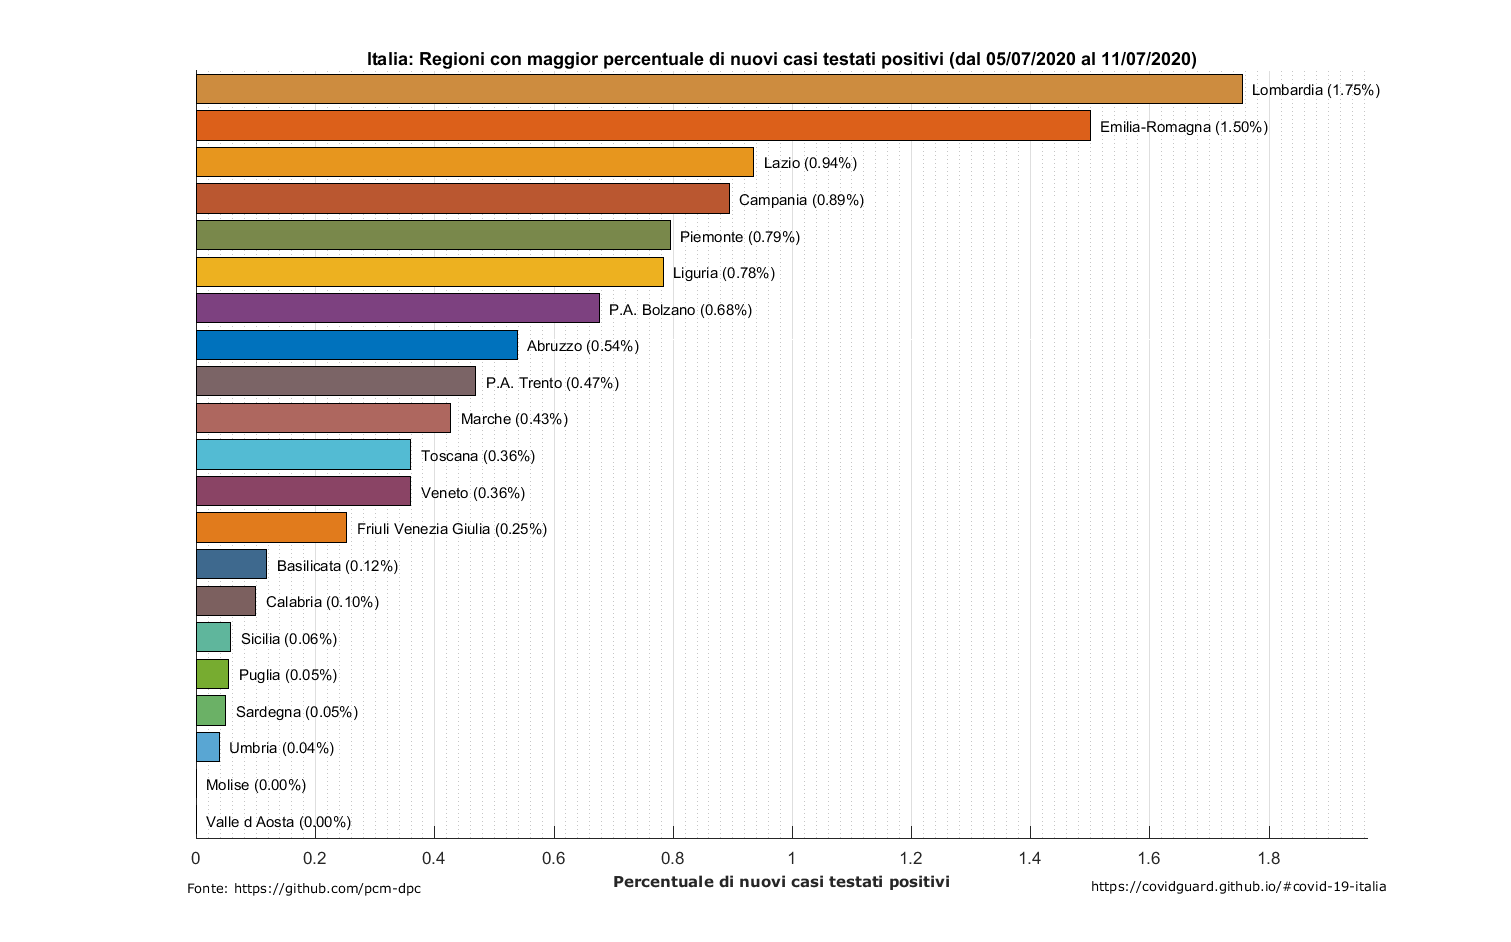 Italia: Regioni con maggior percentuale di nuovi casi testati positivi (dal 05/07/2020 al 11/07/2020)
Lombardia (1.75%)
Emilia-Romagna (1.50%)
Lazio (0.94%)
Campania (0.89%)
Piemonte (0.79%)
Liguria (0.78%)
P.A. Bolzano (0.68%)
Abruzzo (0.54%)
P.A. Trento (0.47%)
Marche (0.43%)
Toscana (0.36%)
Veneto (0.36%)
Friuli Venezia Giulia (0.25%)
Basilicata (0.12%)
Calabria (0.10%)
Sicilia (0.06%)
Puglia (0.05%)
Sardegna (0.05%)
Umbria (0.04%)
Molise (0.00%)
Valle d Aosta (0.00%)
0 0.2 0.4 0.6 0.8 1 1.2 1.4 1.6 1.8
Percentuale di nuovi casi testati positivi
Fonte: https://github.com/pcm-dpc
https://covidguard.github.io/#covid-19-italia